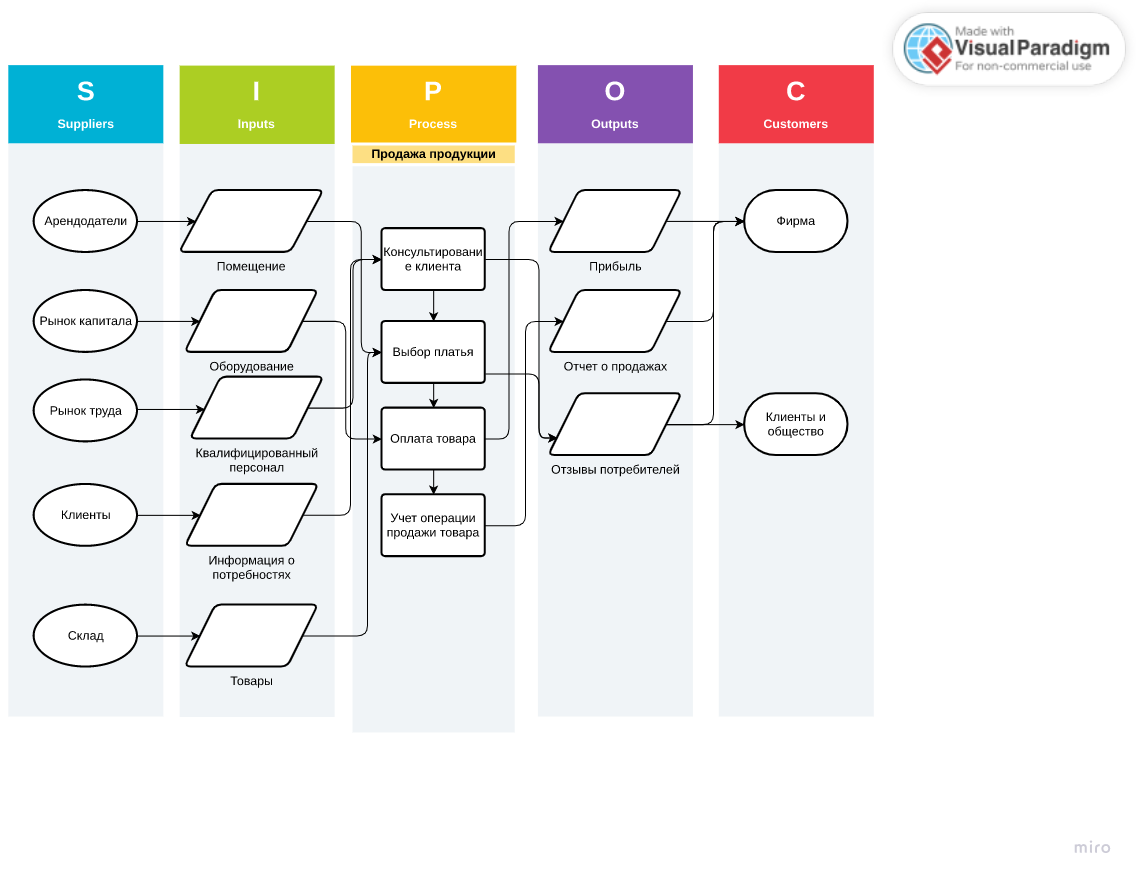 Made with
VisualParadigm
For non-commercial use
S
Suppliers
I
Inputs
P
Process
O
Outputs
C
Customers
Продажа продукции
Арендодатели
Рынок капитала
Рынок труда
Клиенты
Склад
Помещение
Оборудование
Квалифицированный
персонал
Информация о
потребностях
Товары
Консультировани
е клиента
Выбор платья
Оплата товара
Учет операции
продажи товара
Прибыль
Отчет о продажах
Отзывы потребителей
Фирма
Клиенты и
общество
miro